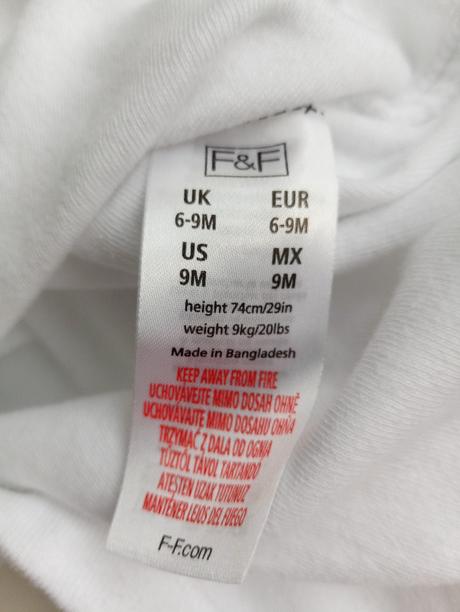 F&F
UK EUR
6-9M 6-9M
US MX
9M 9M
height 74cm/29in
weight 9kg/20lbs
Made in Bangladesh
KEEP AWAY FROM FIRE
UCHOVÁVEJTE MIMO DOSAH OHNĚ
UCHOVÁVAJTE MIMO DOSAHU OHŇA
TRZYMAĆ Z DALA OD OGNIA
TŰZTŐL TÁVOL TARTANDÓ
ATEŞTEN UZAK TUTUNUZ
MANTENER LEJOS DEL FUEGO
F-F.com